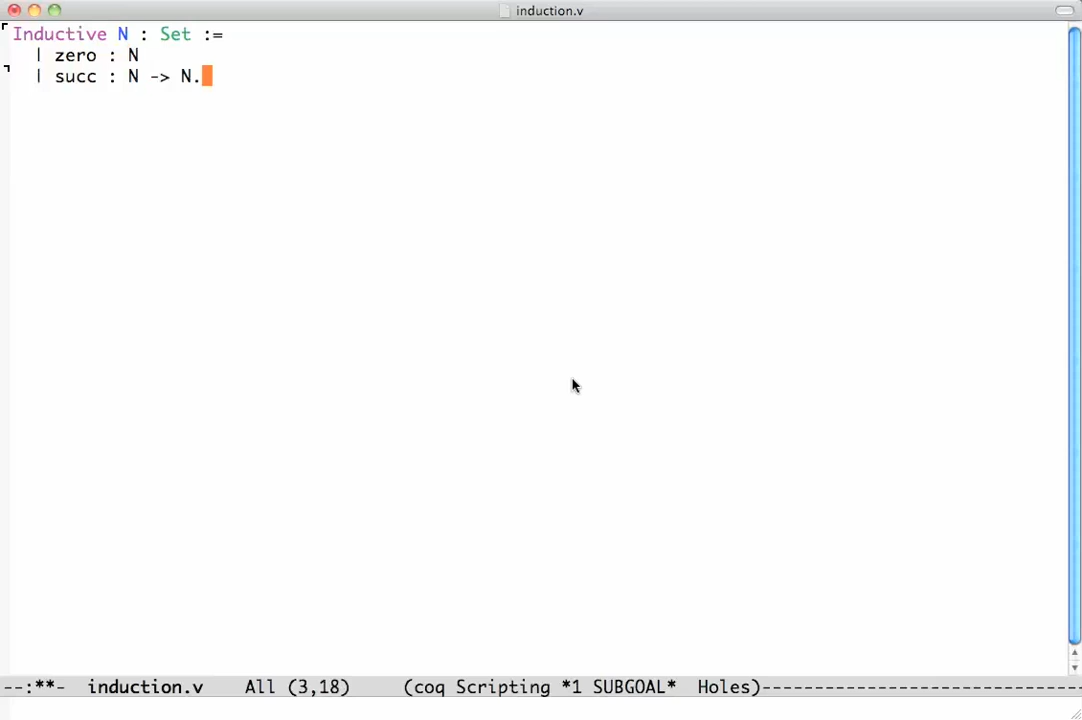 induction.v
Inductive N : Set :=
  | zero : N
  | succ : N -> N.
--:**-  induction.v    All (3,18)     (coq Scripting *1 SUBGOAL*  Holes)------------------------------